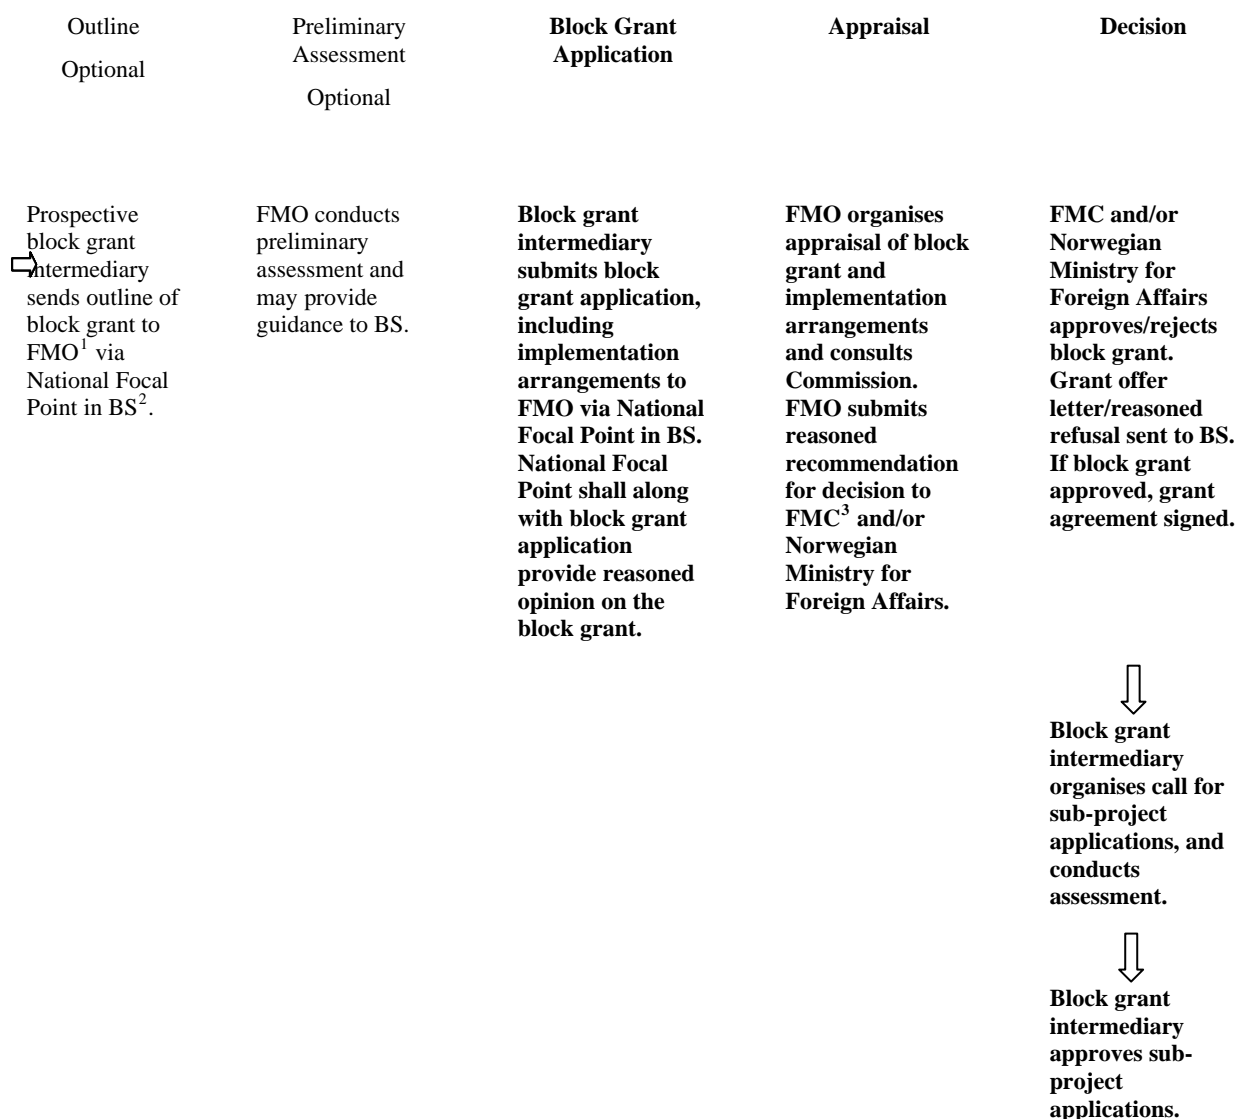 Outline
Optional
Preliminary
Assessment
Optional
Block Grant
Application
Appraisal
Decision
Prospective
block grant
intermediary
sends outline of
block grant to
FMO1 via
National Focal
Point in BS2.
FMO conducts
preliminary
assessment and
may provide
guidance to BS.
Block grant
intermediary
submits block
grant application,
including
implementation
arrangements to
FMO via National
Focal Point in BS.
National Focal
Point shall along
with block grant
application
provide reasoned
opinion on the
block grant.
FMO organises
appraisal of block
grant and
implementation
arrangements
and consults
Commission.
FMO submits
reasoned
recommendation
for decision to
FMC3 and/or
Norwegian
Ministry for
Foreign Affairs.
FMC and/or
Norwegian
Ministry for
Foreign Affairs
approves/rejects
block grant.
Grant offer
letter/reasoned
refusal sent to BS.
If block grant
approved, grant
agreement signed.
Block grant
intermediary
organises call for
sub-project
applications, and
conducts
assessment.
Block grant
intermediary
approves sub-
project
applications.